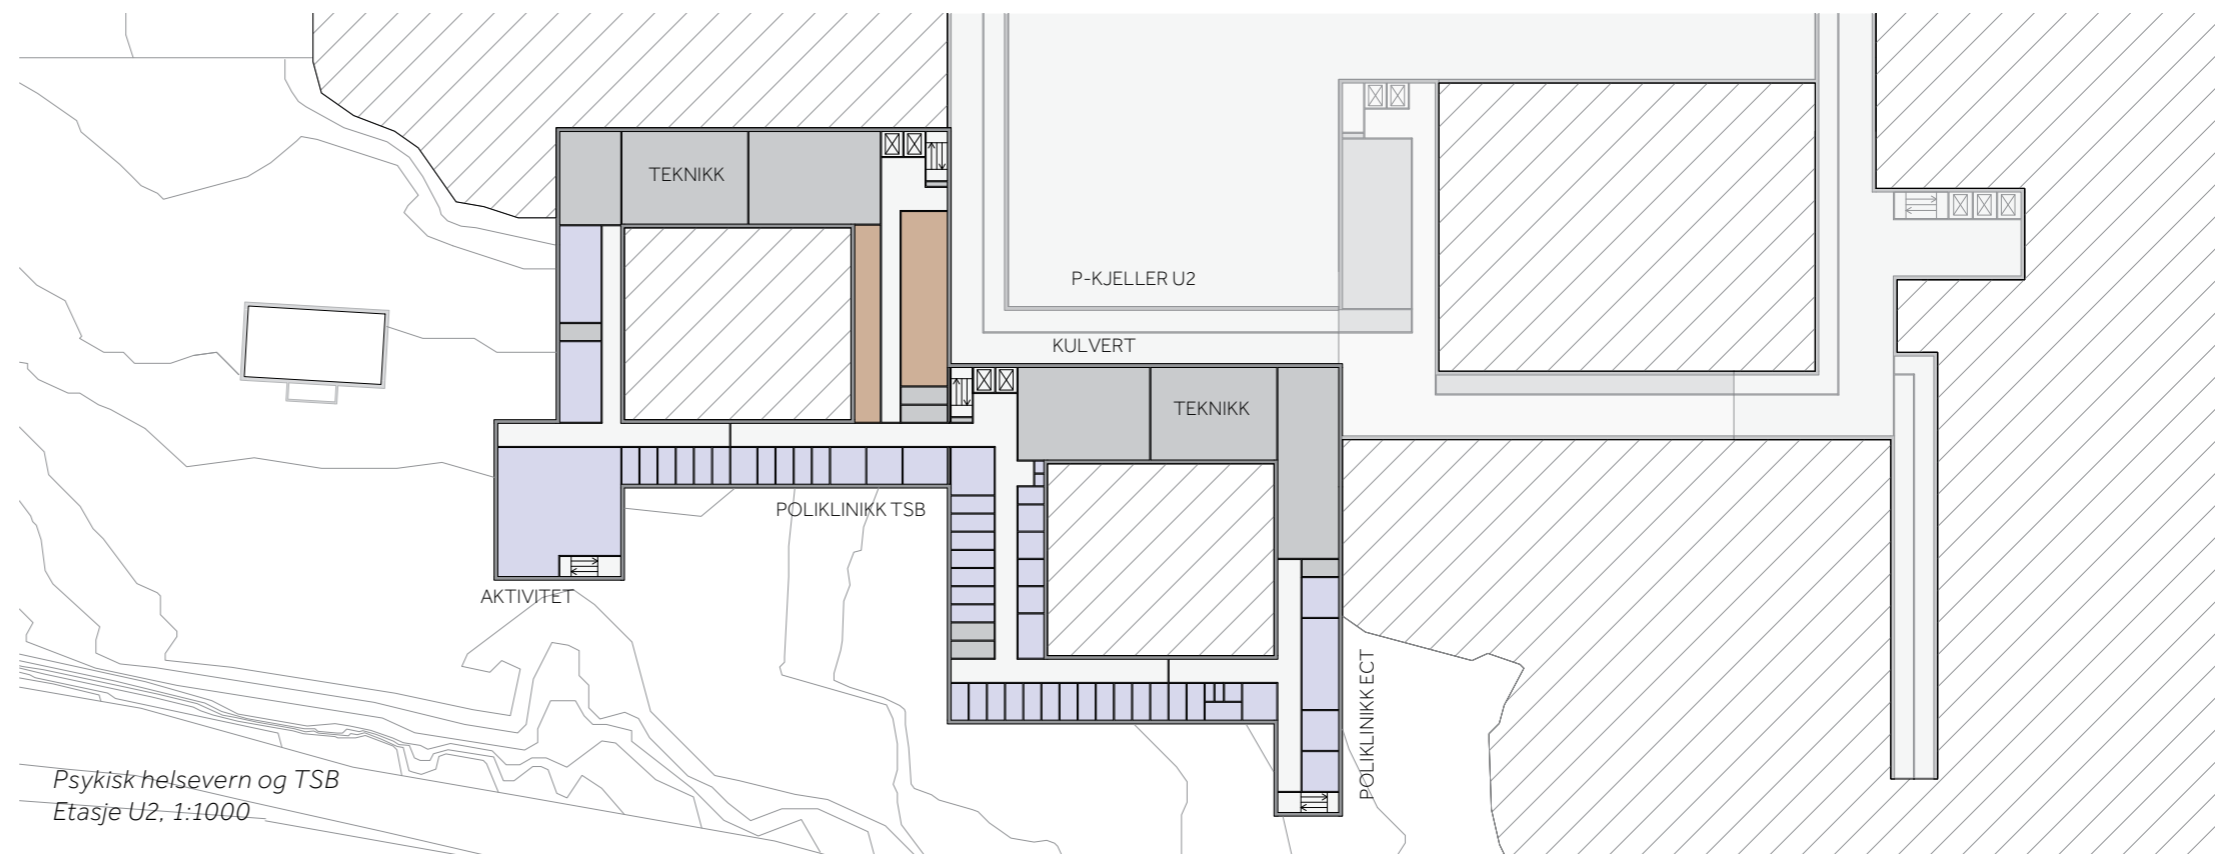 TEKNIKK
P-KJELLER U2
KULVERT
TEKNIKK
POLIKLINIKK TSB
AKTIVITET
POLIKLINIKK ECT
Psykisk helsevern og TSB
Etasje U2, 1:1000